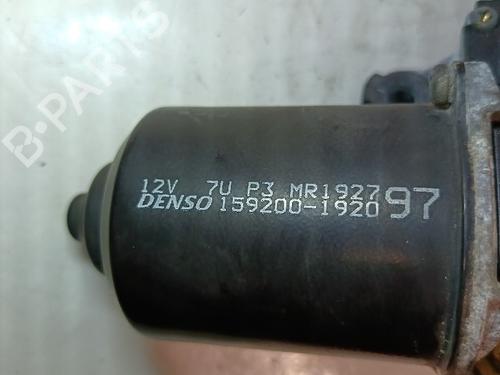 B-PARTS
12V 7U P3 MR1927
DENSO 159200-1920 97